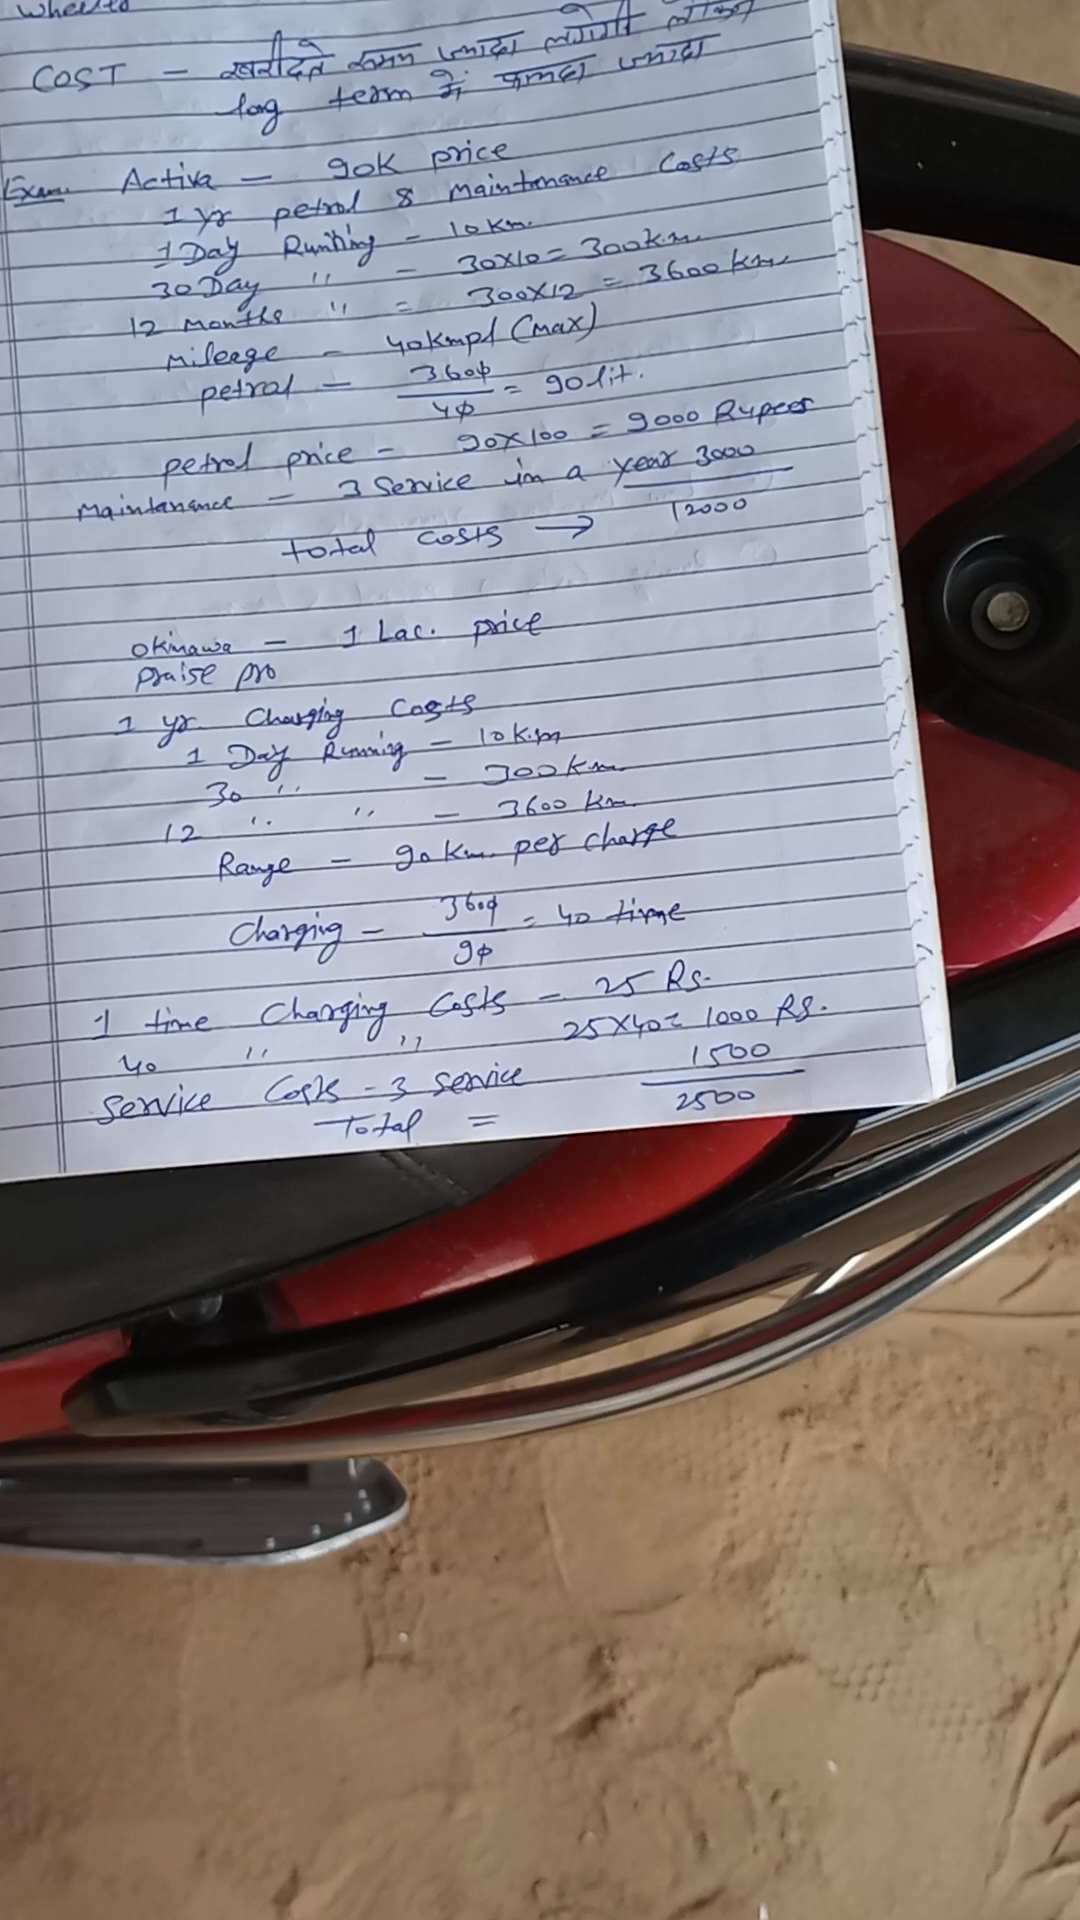 wheele
COST – खरीदते समय ज्यादा लगेगी लेकिन
log term में फायदा ज्यादा
Exam. Activa – 90K price
1 yr petrol & Maintenance Costs
1 Day Running – 10 Km.
30 Day " – 30X10 = 300 k.m.
12 Months " = 300X12 = 3600 Km.
Mileage – 40 Kmpl (Max)
petrol – 3600/40 = 90 lit.
petrol price – 90X100 = 9000 Rupees
Maintenance – 3 Service in a year 3000
total costs → 12000
Okinawa – 1 Lac. price
Praise pro
1 yr. Charging Costs
1 Day Running – 10 K.m
30 " – 300 Km.
12 " " – 3600 km.
Range – 90 Km. per charge
Charging – 3600/90 = 40 time
1 time Charging Costs – 25 Rs.
40 " " 25X40 = 1000 RS.
Service Costs – 3 service 1500
Total = 2500